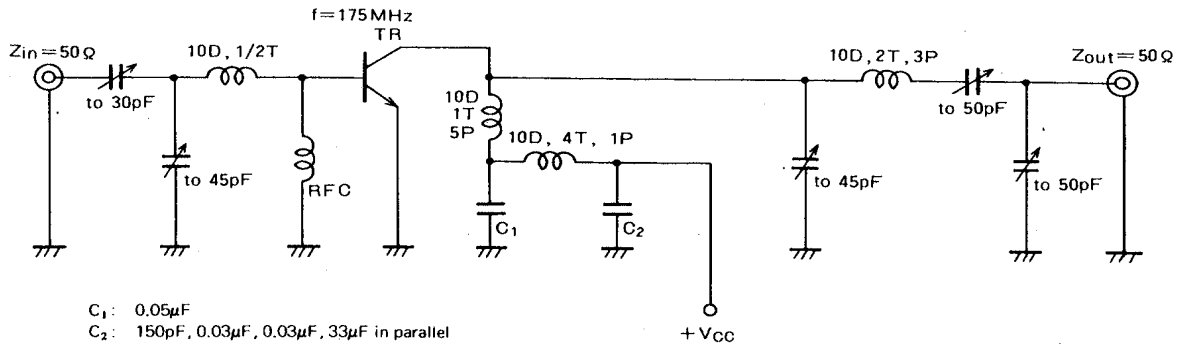 f=175MHz
TR
Zin=50Ω
10D, 1/2T
to 30pF
to 45pF
RFC
10D
1T
5P
10D, 4T, 1P
C₁
C₂
10D, 2T, 3P
to 45pF
to 50pF
to 50pF
Zout=50Ω
+VCC
C₁: 0.05μF
C₂: 150pF, 0.03μF, 0.03μF, 33μF in parallel